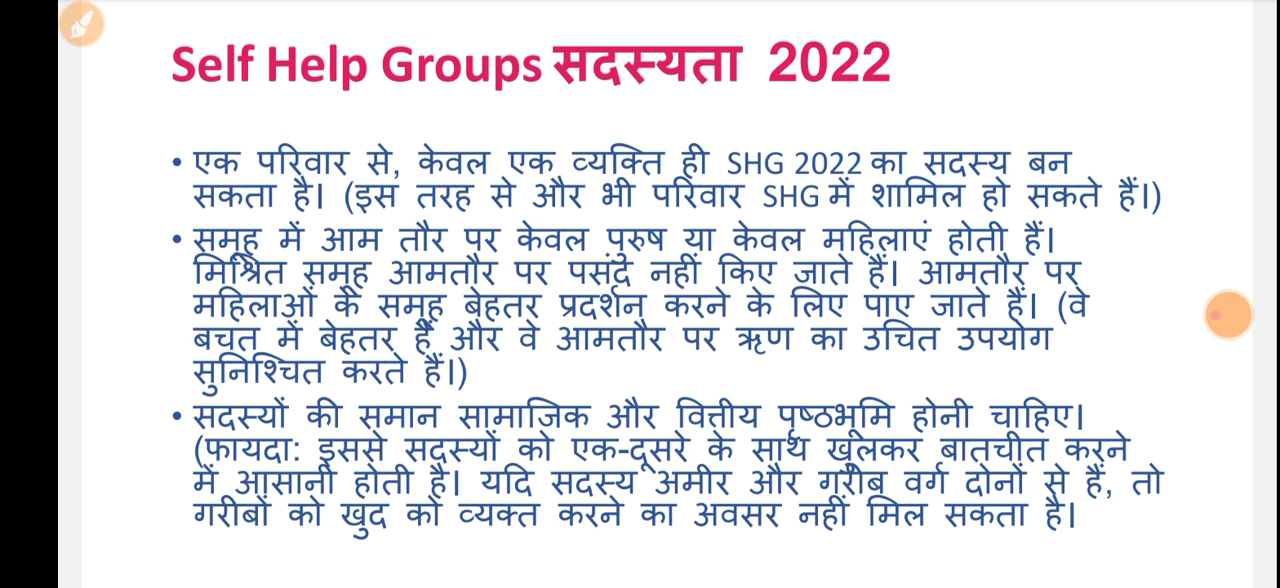 Self Help Groups सदस्यता 2022
• एक परिवार से, केवल एक व्यक्ति ही SHG 2022 का सदस्य बन
सकता है। (इस तरह से और भी परिवार SHG में शामिल हो सकते हैं।)
• समूह में आम तौर पर केवल पुरुष या केवल महिलाएं होती हैं।
मिश्रित समूह आमतौर पर पसंद नहीं किए जाते हैं। आमतौर पर
महिलाओं के समूह बेहतर प्रदर्शन करने के लिए पाए जाते हैं। (वे
बचत में बेहतर हैं और वे आमतौर पर ऋण का उचित उपयोग
सुनिश्चित करते हैं।)
• सदस्यों की समान सामाजिक और वित्तीय पृष्ठभूमि होनी चाहिए।
(फायदा: इससे सदस्यों को एक-दूसरे के साथ खुलकर बातचीत करने
में आसानी होती है। यदि सदस्य अमीर और गरीब वर्ग दोनों से हैं, तो
गरीबों को खुद को व्यक्त करने का अवसर नहीं मिल सकता है।